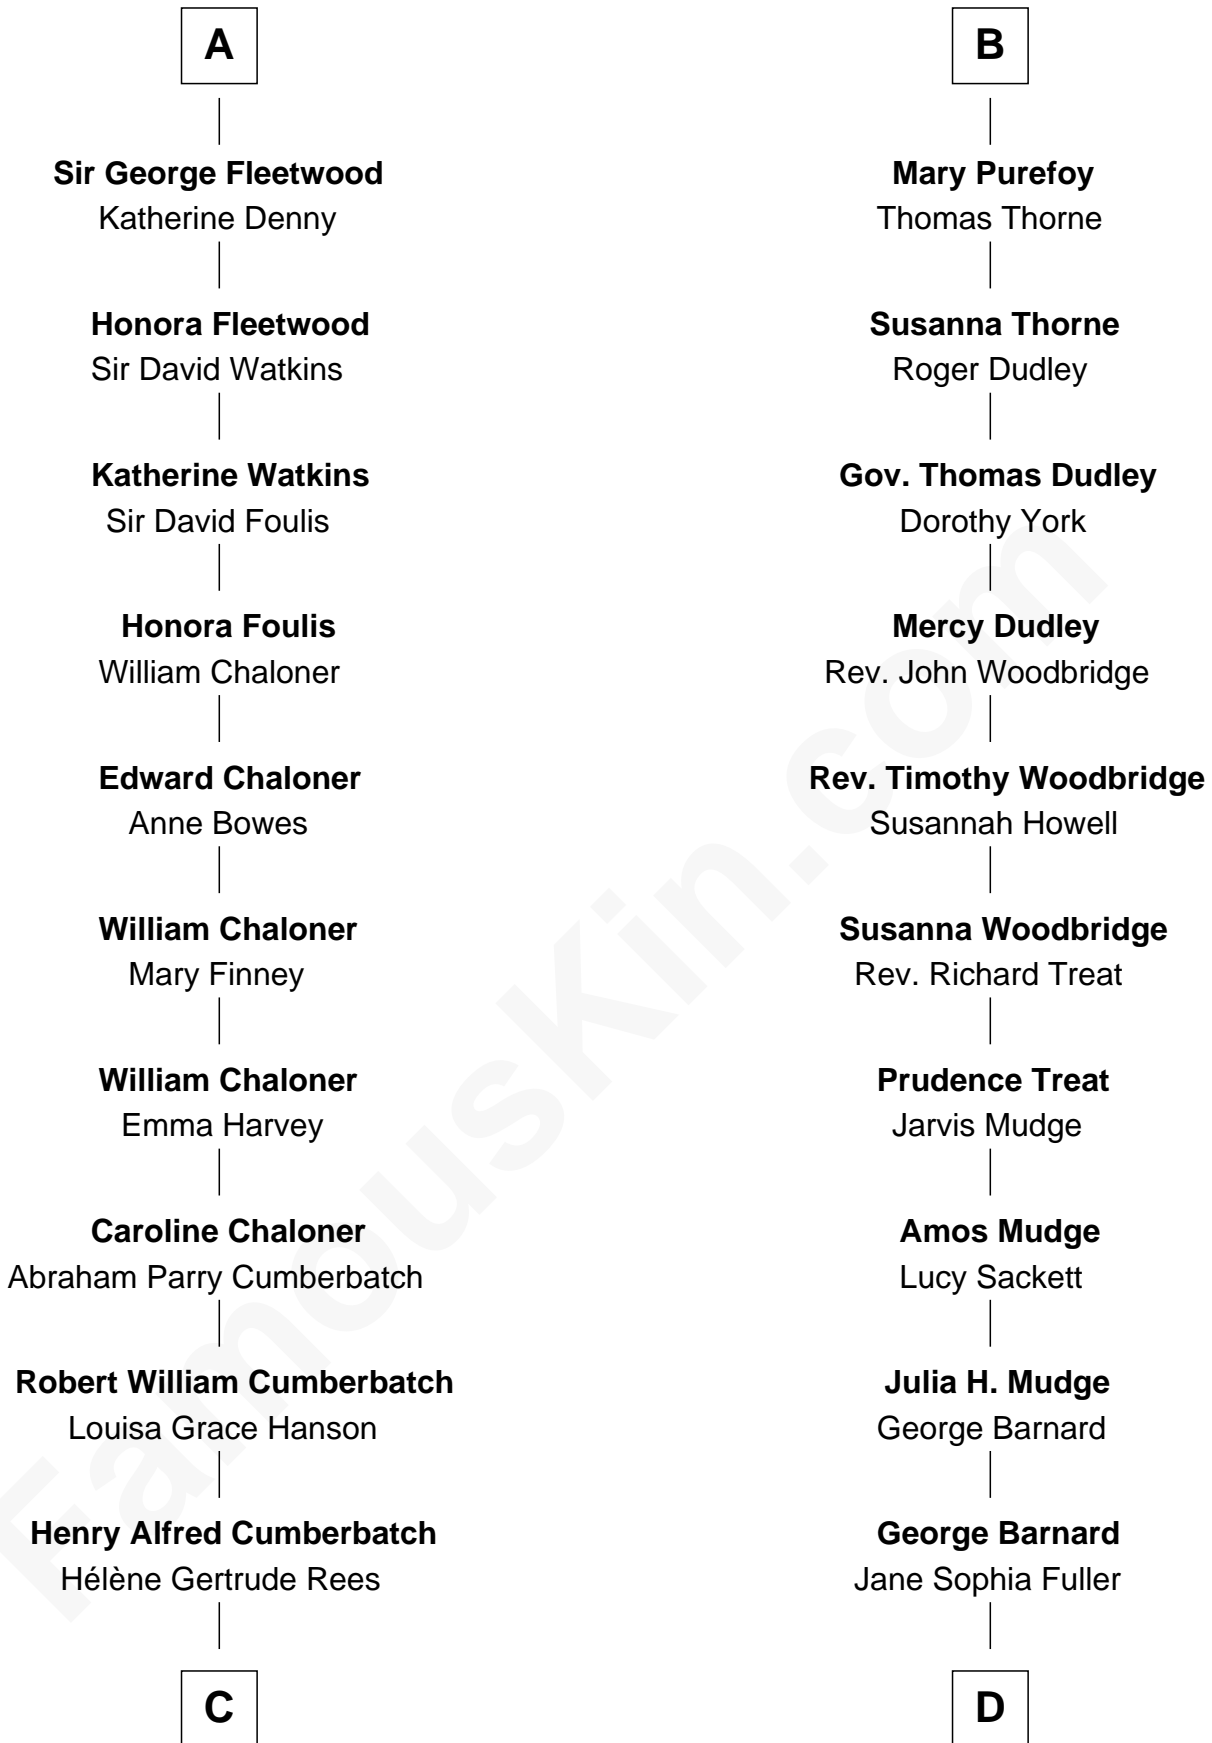 A
Sir George Fleetwood
Katherine Denny
Honora Fleetwood
Sir David Watkins
Katherine Watkins
Sir David Foulis
Honora Foulis
William Chaloner
Edward Chaloner
Anne Bowes
William Chaloner
Mary Finney
William Chaloner
Emma Harvey
Caroline Chaloner
Abraham Parry Cumberbatch
Robert William Cumberbatch
Louisa Grace Hanson
Henry Alfred Cumberbatch
Hélène Gertrude Rees
C
B
Mary Purefoy
Thomas Thorne
Susanna Thorne
Roger Dudley
Gov. Thomas Dudley
Dorothy York
Mercy Dudley
Rev. John Woodbridge
Rev. Timothy Woodbridge
Susannah Howell
Susanna Woodbridge
Rev. Richard Treat
Prudence Treat
Jarvis Mudge
Amos Mudge
Lucy Sackett
Julia H. Mudge
George Barnard
George Barnard
Jane Sophia Fuller
D
FamousKin.com